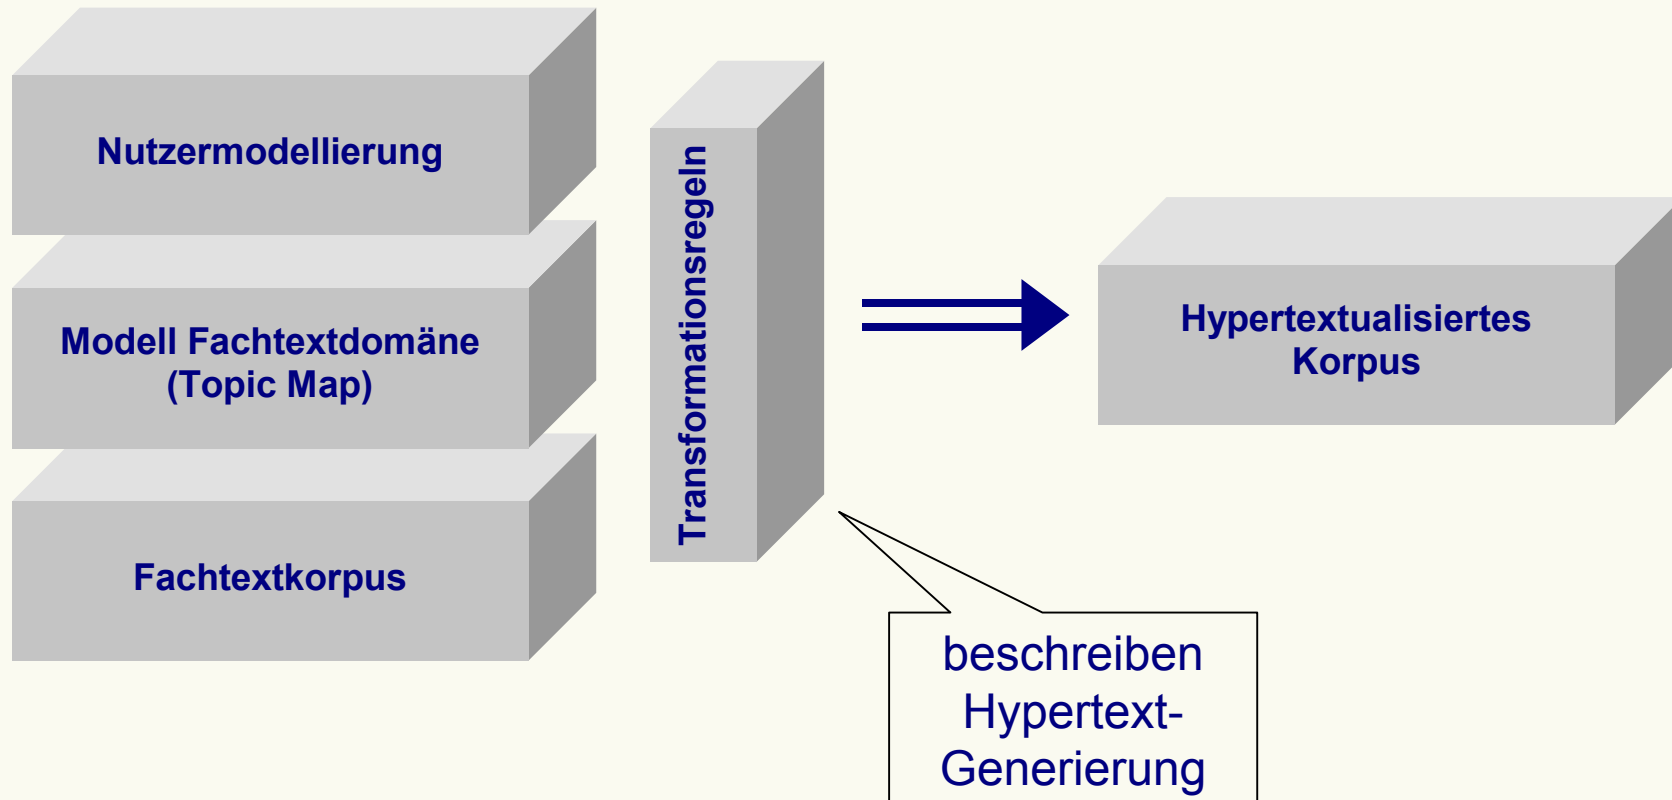 Nutzermodellierung
Modell Fachtextdomäne
(Topic Map)
Fachtextkorpus
Transformationsregeln
Hypertextualisiertes
Korpus
beschreiben
Hypertext-
Generierung